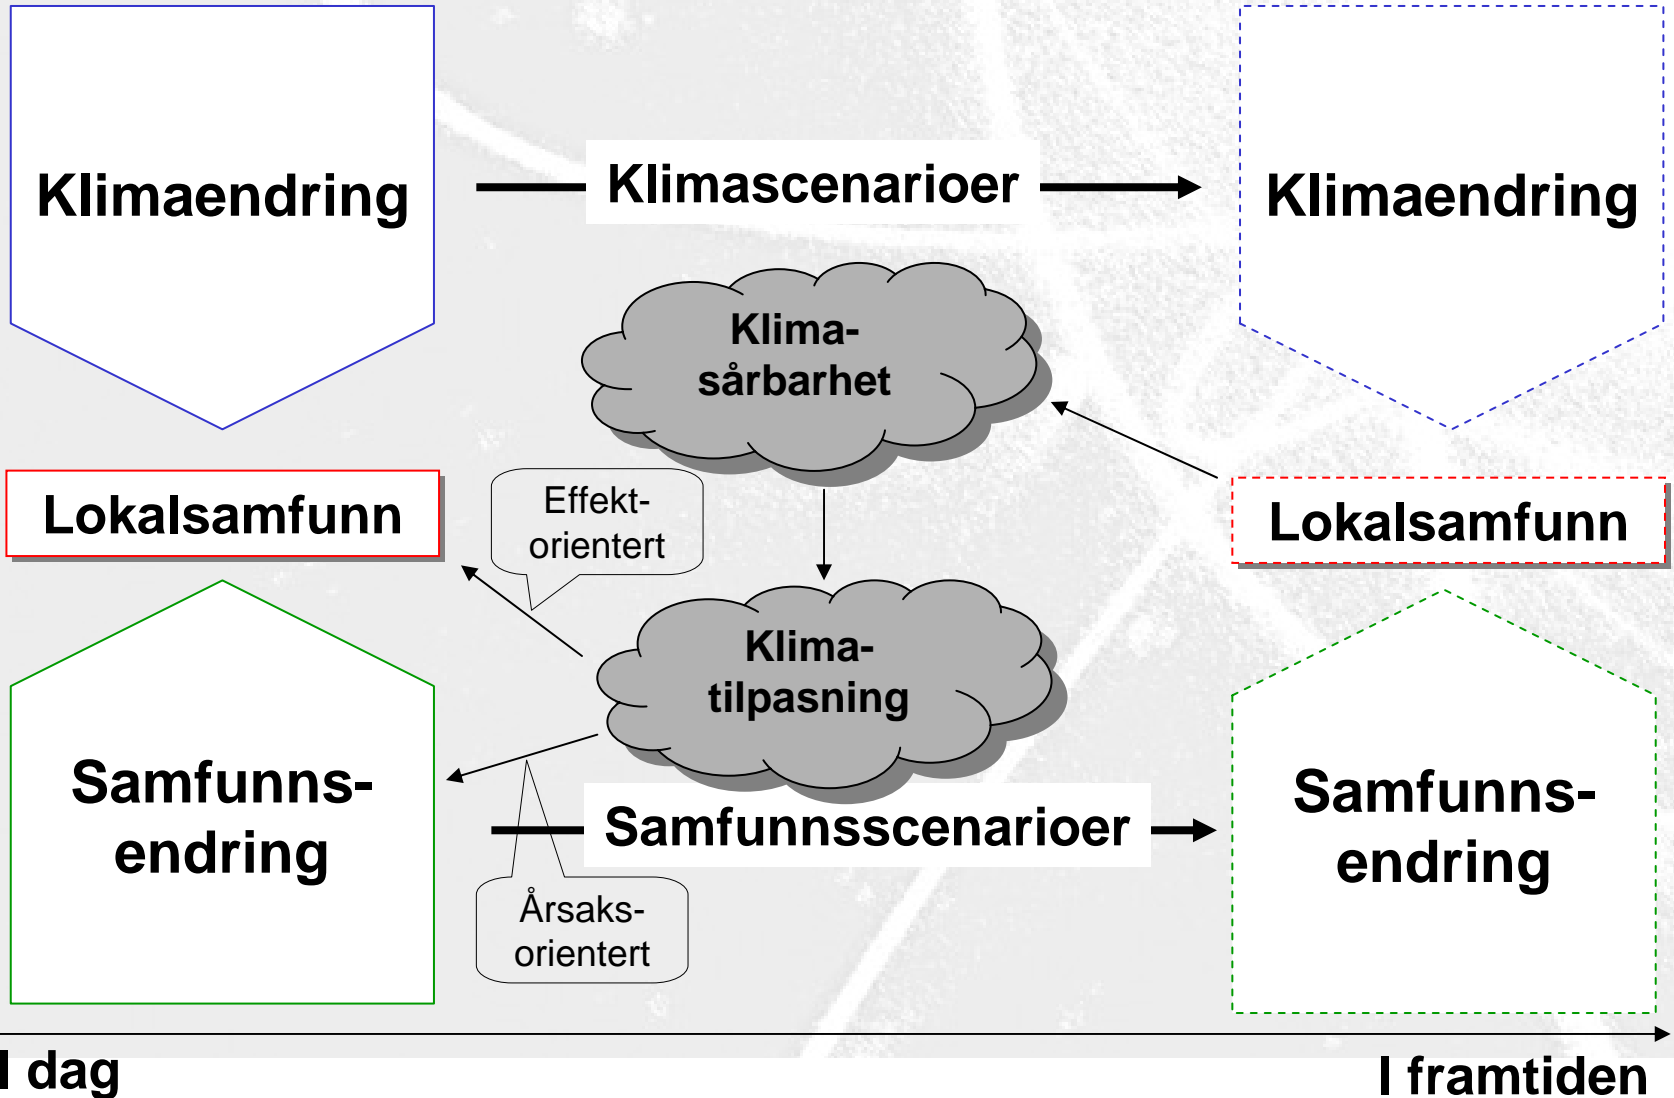 Klimaendring
Klimascenarioer
Klimaendring
Klima-
sårbarhet
Lokalsamfunn
Effekt-
orientert
Lokalsamfunn
Klima-
tilpasning
Samfunns-
endring
Samfunnsscenarioer
Samfunns-
endring
Årsaks-
orientert
I dag
I framtiden